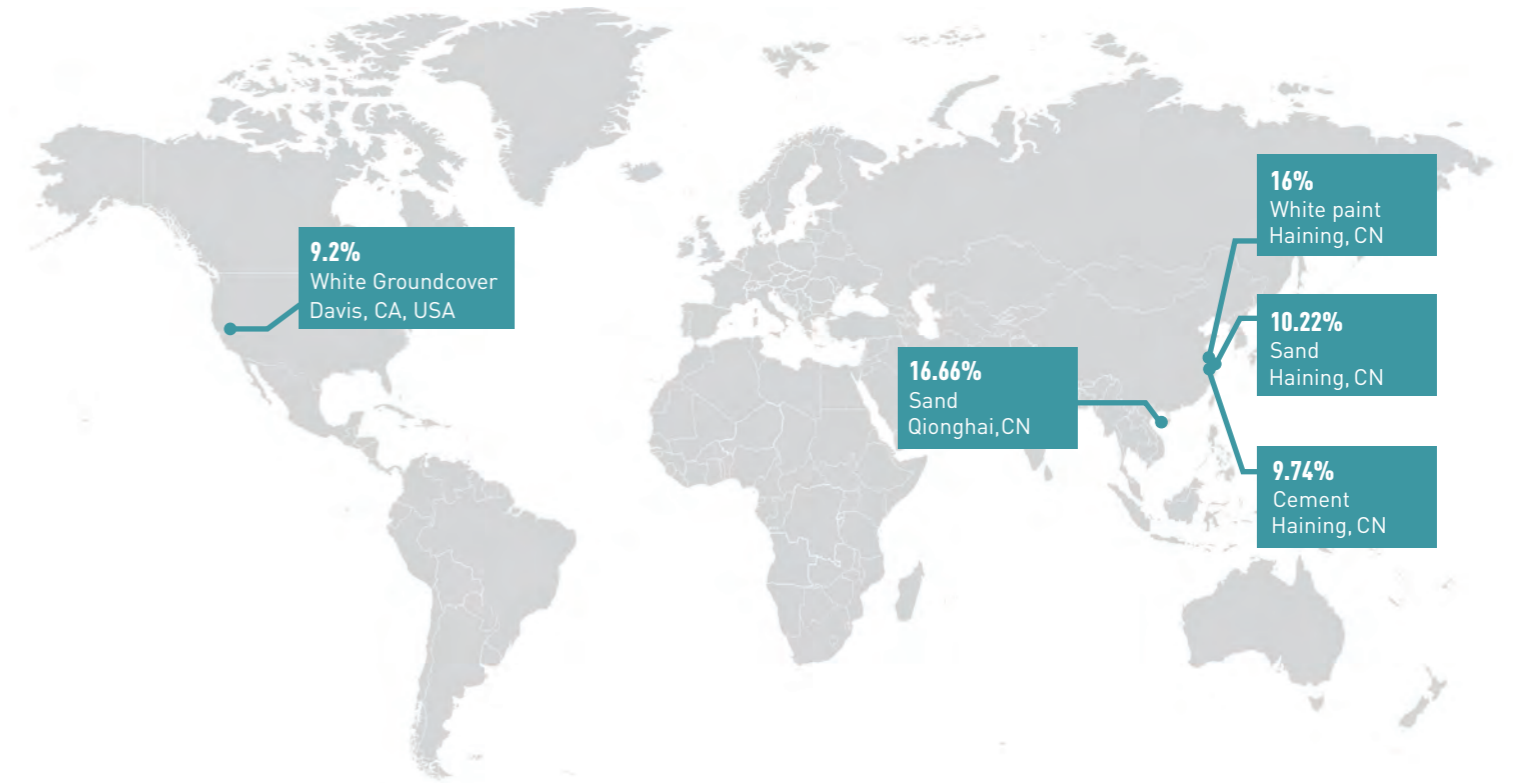 9.2%
White Groundcover
Davis, CA, USA
16.66%
Sand
Qionghai,CN
16%
White paint
Haining, CN
10.22%
Sand
Haining, CN
9.74%
Cement
Haining, CN